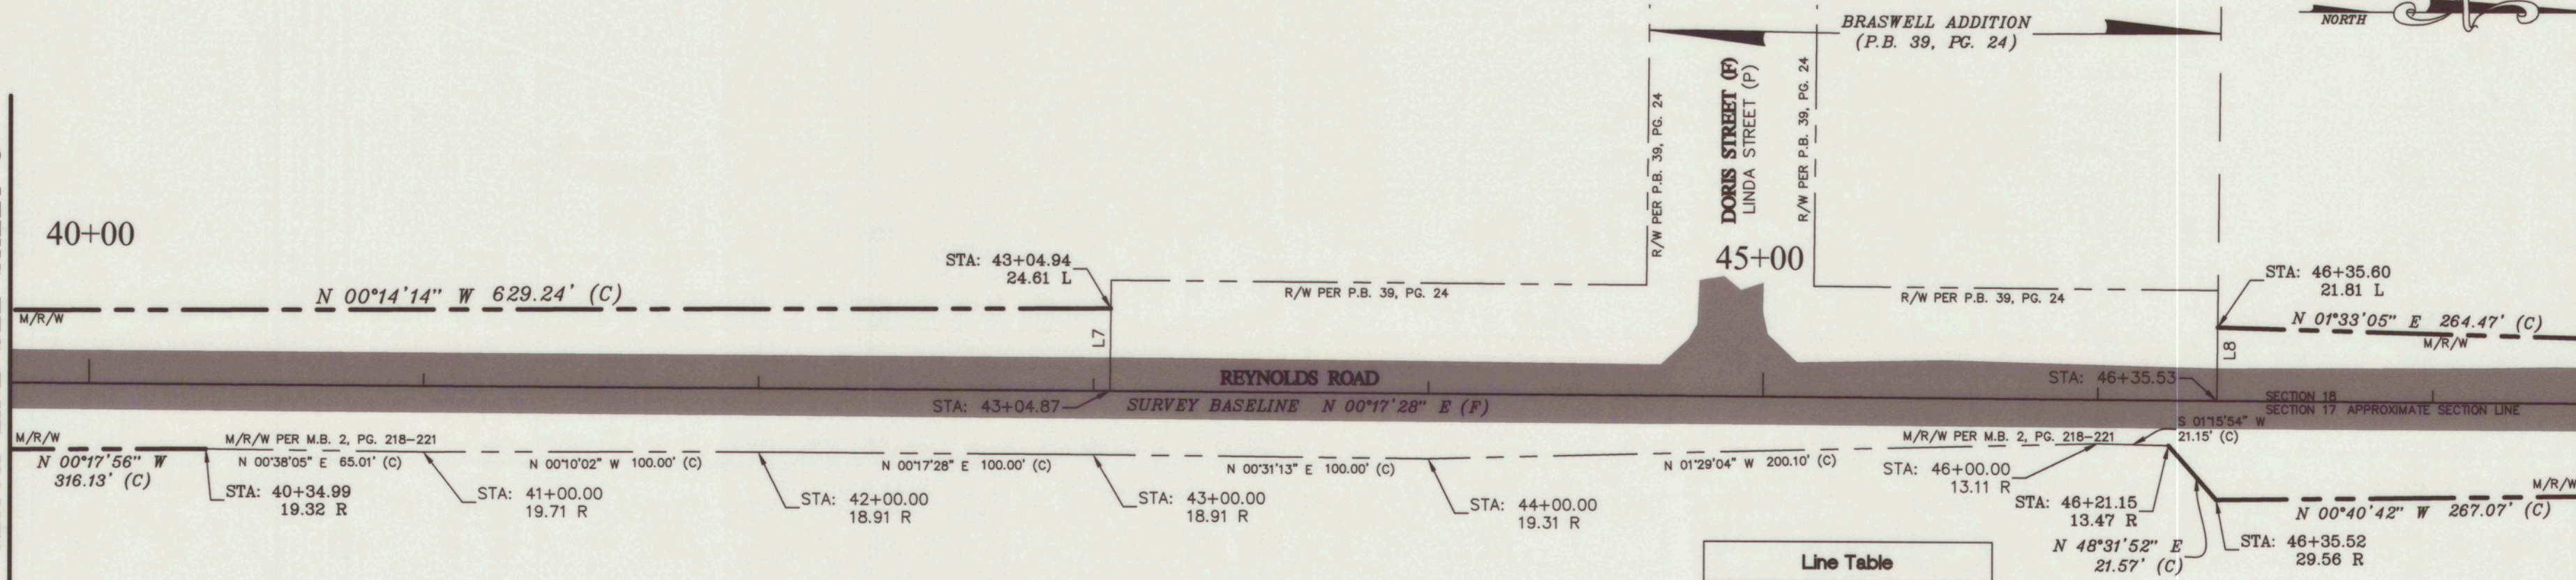 BRASWELL ADDITION
(P.B. 39, PG. 24)
NORTH
R/W PER P.B. 39, PG. 24
DORIS STREET (F)
LINDA STREET (P)
R/W PER P.B. 39, PG. 24
40+00
45+00
STA: 43+04.94
24.61 L
STA: 46+35.60
21.81 L
N 00°14'14" W 629.24' (C)
M/R/W
R/W PER P.B. 39, PG. 24
R/W PER P.B. 39, PG. 24
N 01°33'05" E 264.47' (C)
M/R/W
L7
L8
REYNOLDS ROAD
STA: 46+35.53
STA: 43+04.87
SURVEY BASELINE N 00°17'28" E (F)
SECTION 18
SECTION 17 APPROXIMATE SECTION LINE
S 01°15'54" W
21.15' (C)
M/R/W
M/R/W PER M.B. 2, PG. 218-221
M/R/W PER M.B. 2, PG. 218-221
N 00°17'56" W
316.13' (C)
N 00°38'05" E 65.01' (C)
N 00°10'02" W 100.00' (C)
N 00°17'28" E 100.00' (C)
N 00°31'13" E 100.00' (C)
N 01°29'04" W 200.10' (C)
STA: 40+34.99
19.32 R
STA: 41+00.00
19.71 R
STA: 42+00.00
18.91 R
STA: 43+00.00
18.91 R
STA: 44+00.00
19.31 R
STA: 46+00.00
13.11 R
STA: 46+21.15
13.47 R
M/R/W
N 00°40'42" W 267.07' (C)
N 48°31'52" E
21.57' (C)
STA: 46+35.52
29.56 R
Line Table